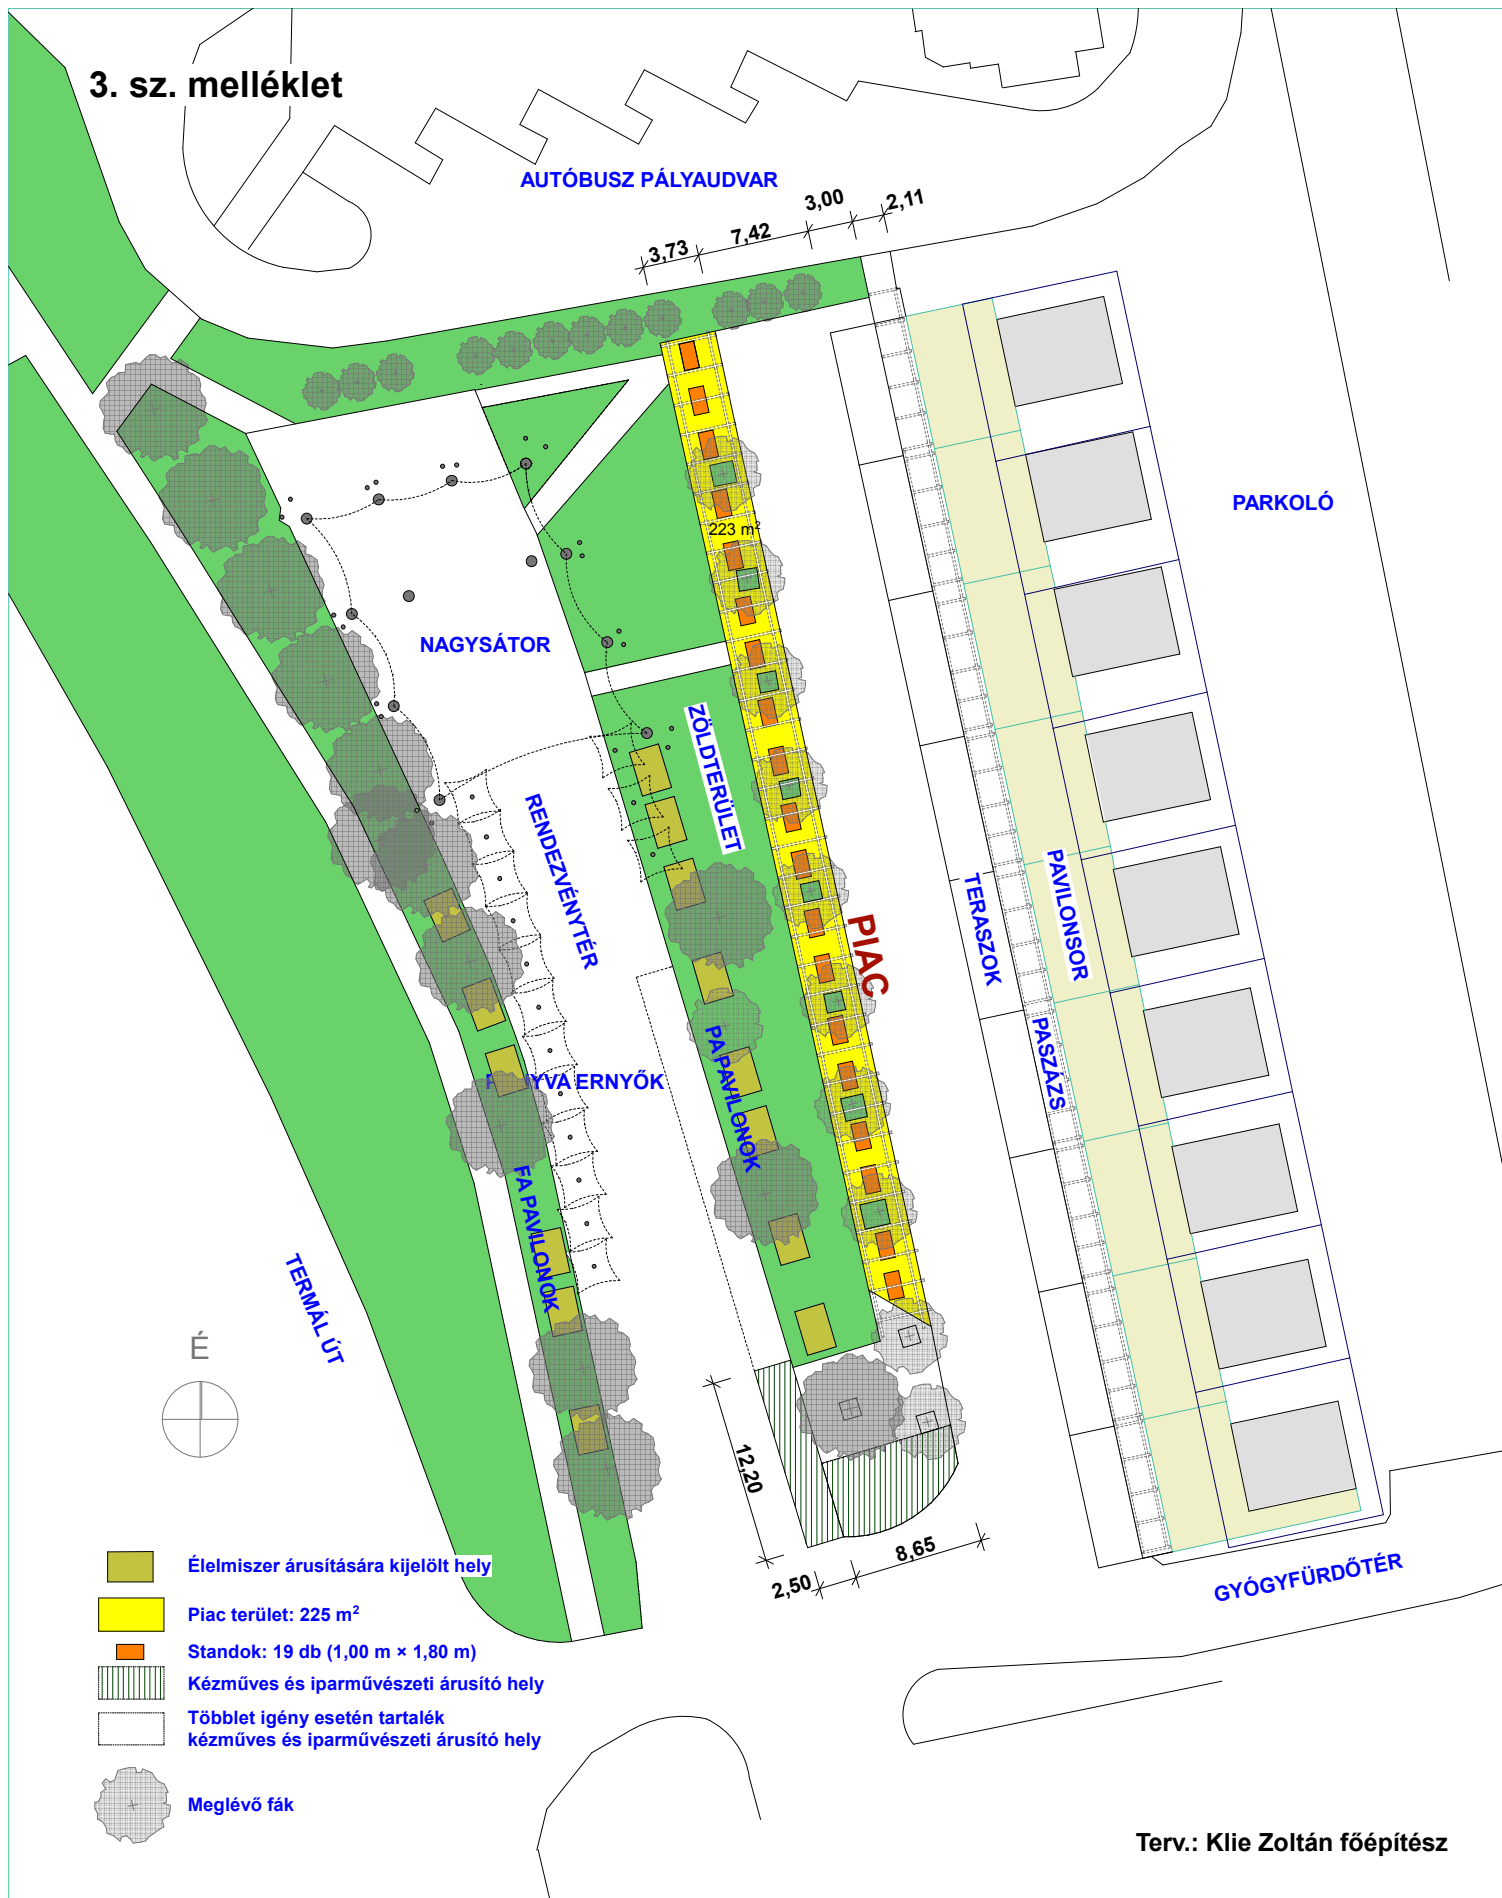 3. sz. melléklet
AUTÓBUSZ PÁLYAUDVAR
3,73
7,42
3,00
2,11
PARKOLÓ
223 m²
NAGYSÁTOR
ZÖLDTERÜLET
RENDEZVÉNYTÉR
PIAC
TERASZOK
PAVILONSOR
PASZÁZS
YVA ERNYŐK
PA PAVILONOK
FA PAVILONOK
TERMÁL ÚT
É
12,20
8,65
2,50
GYÓGYFÜRDŐTÉR
Élelmiszer árusítására kijelölt hely
Piac terület: 225 m²
Standok: 19 db (1,00 m × 1,80 m)
Kézműves és iparművészeti árusító hely
Többlet igény esetén tartalék
kézműves és iparművészeti árusító hely
Meglévő fák
Terv.: Klie Zoltán főépítész